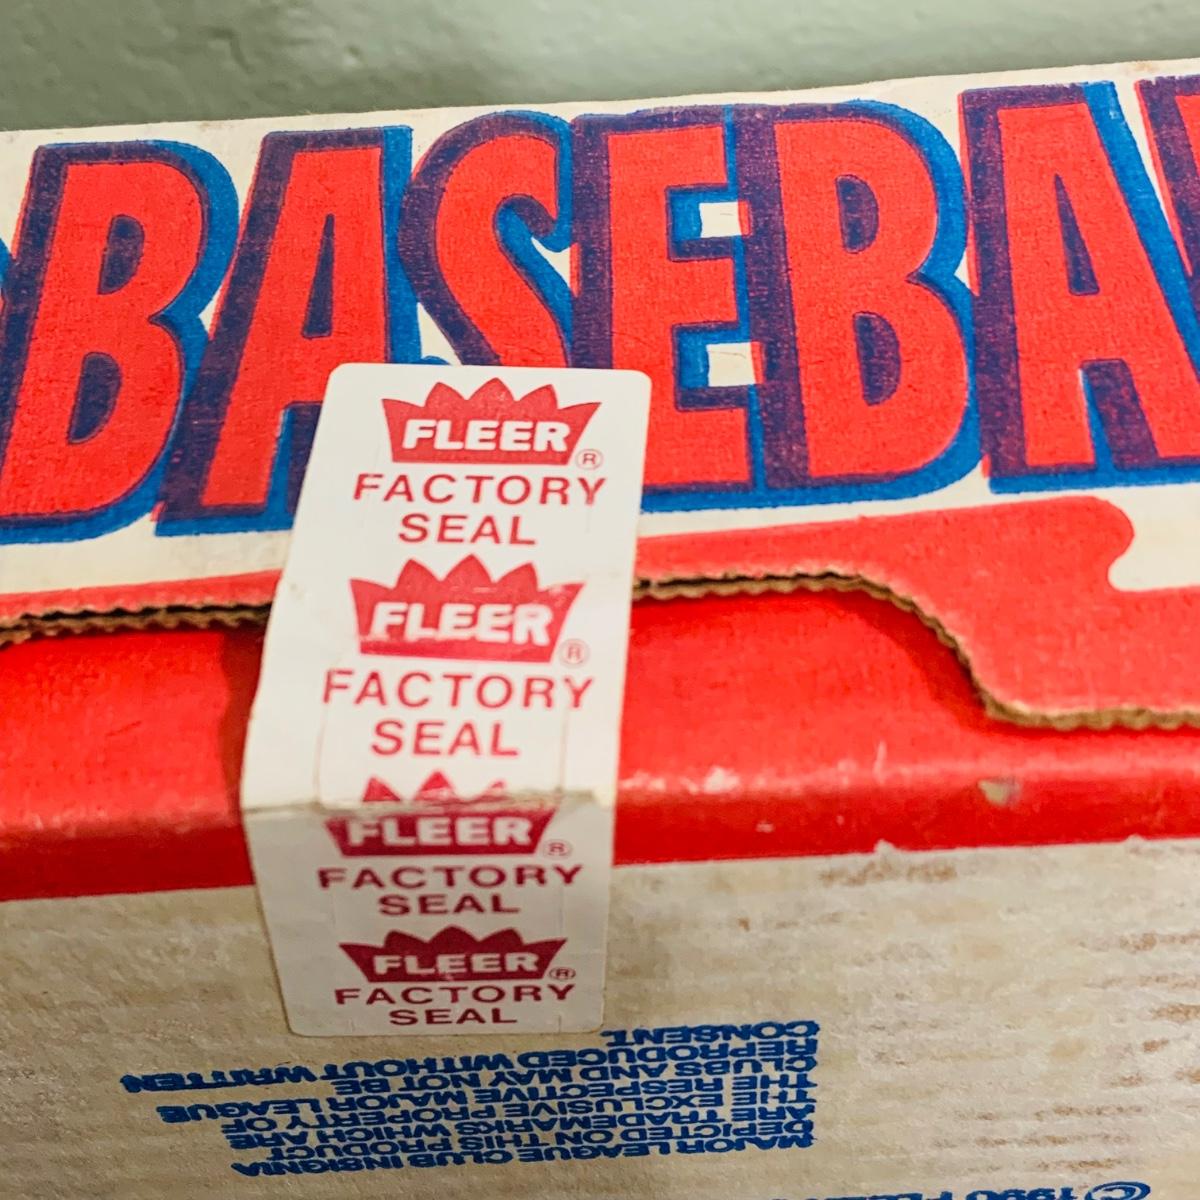 BASEBA
FLEER®
FACTORY
SEAL
FLEER®
FACTORY
SEAL
FLEER®
FACTORY
SEAL
FLEER®
FACTORY
SEAL
MAJOR LEAGUE CLUB INSIGNIA
DEPICTED ON THIS PRODUCT
ARE TRADEMARKS WHICH ARE
THE EXCLUSIVE PROPERTY OF
THE RESPECTIVE MAJOR LEAGUE
CLUBS AND MAY NOT BE
REPRODUCED WITHOUT WRITTEN
CONSENT.
© 1990 FLEER